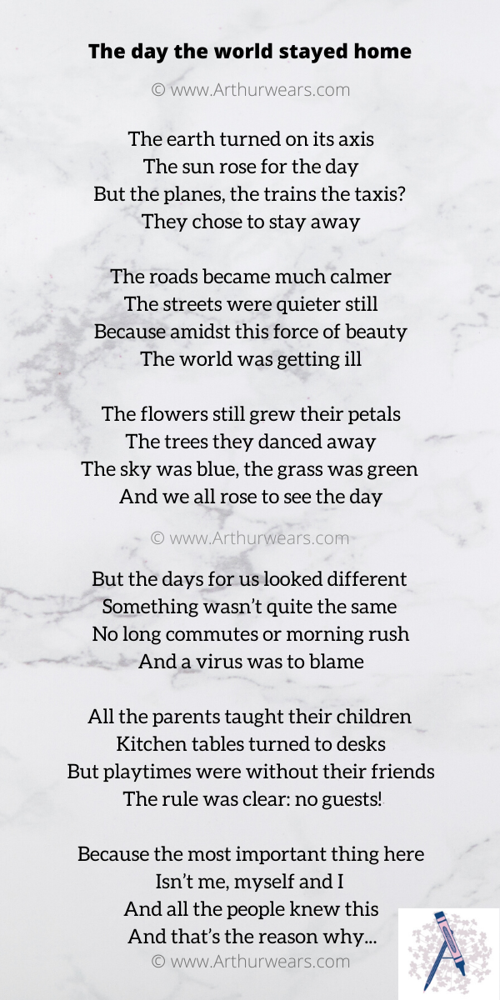 The day the world stayed home
© www.Arthurwears.com
The earth turned on its axis
The sun rose for the day
But the planes, the trains the taxis?
They chose to stay away
The roads became much calmer
The streets were quieter still
Because amidst this force of beauty
The world was getting ill
The flowers still grew their petals
The trees they danced away
The sky was blue, the grass was green
And we all rose to see the day
© www.Arthurwears.com
But the days for us looked different
Something wasn’t quite the same
No long commutes or morning rush
And a virus was to blame
All the parents taught their children
Kitchen tables turned to desks
But playtimes were without their friends
The rule was clear: no guests!
Because the most important thing here
Isn’t me, myself and I
And all the people knew this
And that’s the reason why...
© www.Arthurwears.com